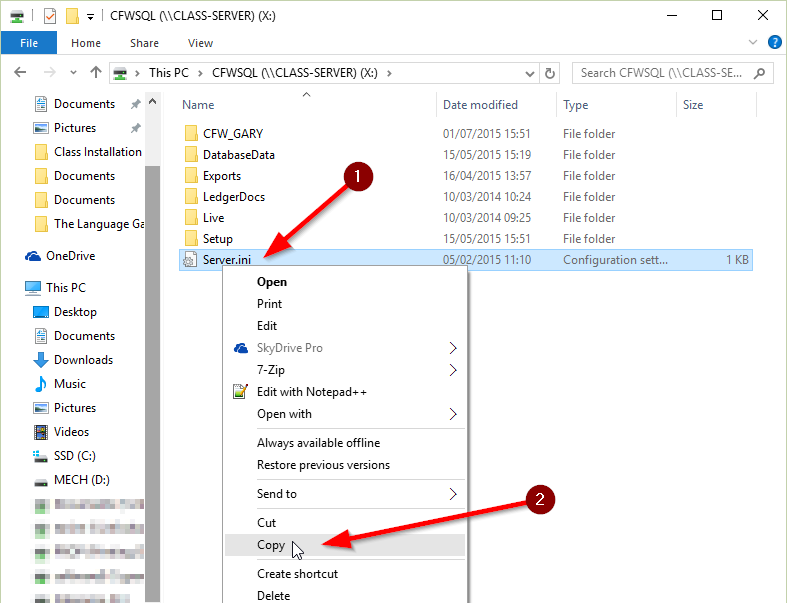 CFWSQL (\\CLASS-SERVER) (X:)
File Home Share View
This PC > CFWSQL (\\CLASS-SERVER) (X:) >
Search CFWSQL (\\CLASS-SE...
Documents
Pictures
Class Installation
Documents
Documents
The Language Ga
OneDrive
This PC
Desktop
Documents
Downloads
Music
Pictures
Videos
SSD (C:)
MECH (D:)
Name Date modified Type Size
CFW_GARY 01/07/2015 15:51 File folder
DatabaseData 15/05/2015 15:19 File folder
Exports 16/04/2015 13:57 File folder
LedgerDocs 10/03/2014 10:24 File folder
Live 10/03/2014 09:25 File folder
Setup 15/05/2015 15:51 File folder
Server.ini 05/02/2015 11:10 Configuration sett... 1 KB
1
Open
Print
Edit
SkyDrive Pro
7-Zip
Edit with Notepad++
Open with
Always available offline
Restore previous versions
Send to
2
Cut
Copy
Create shortcut
Delete